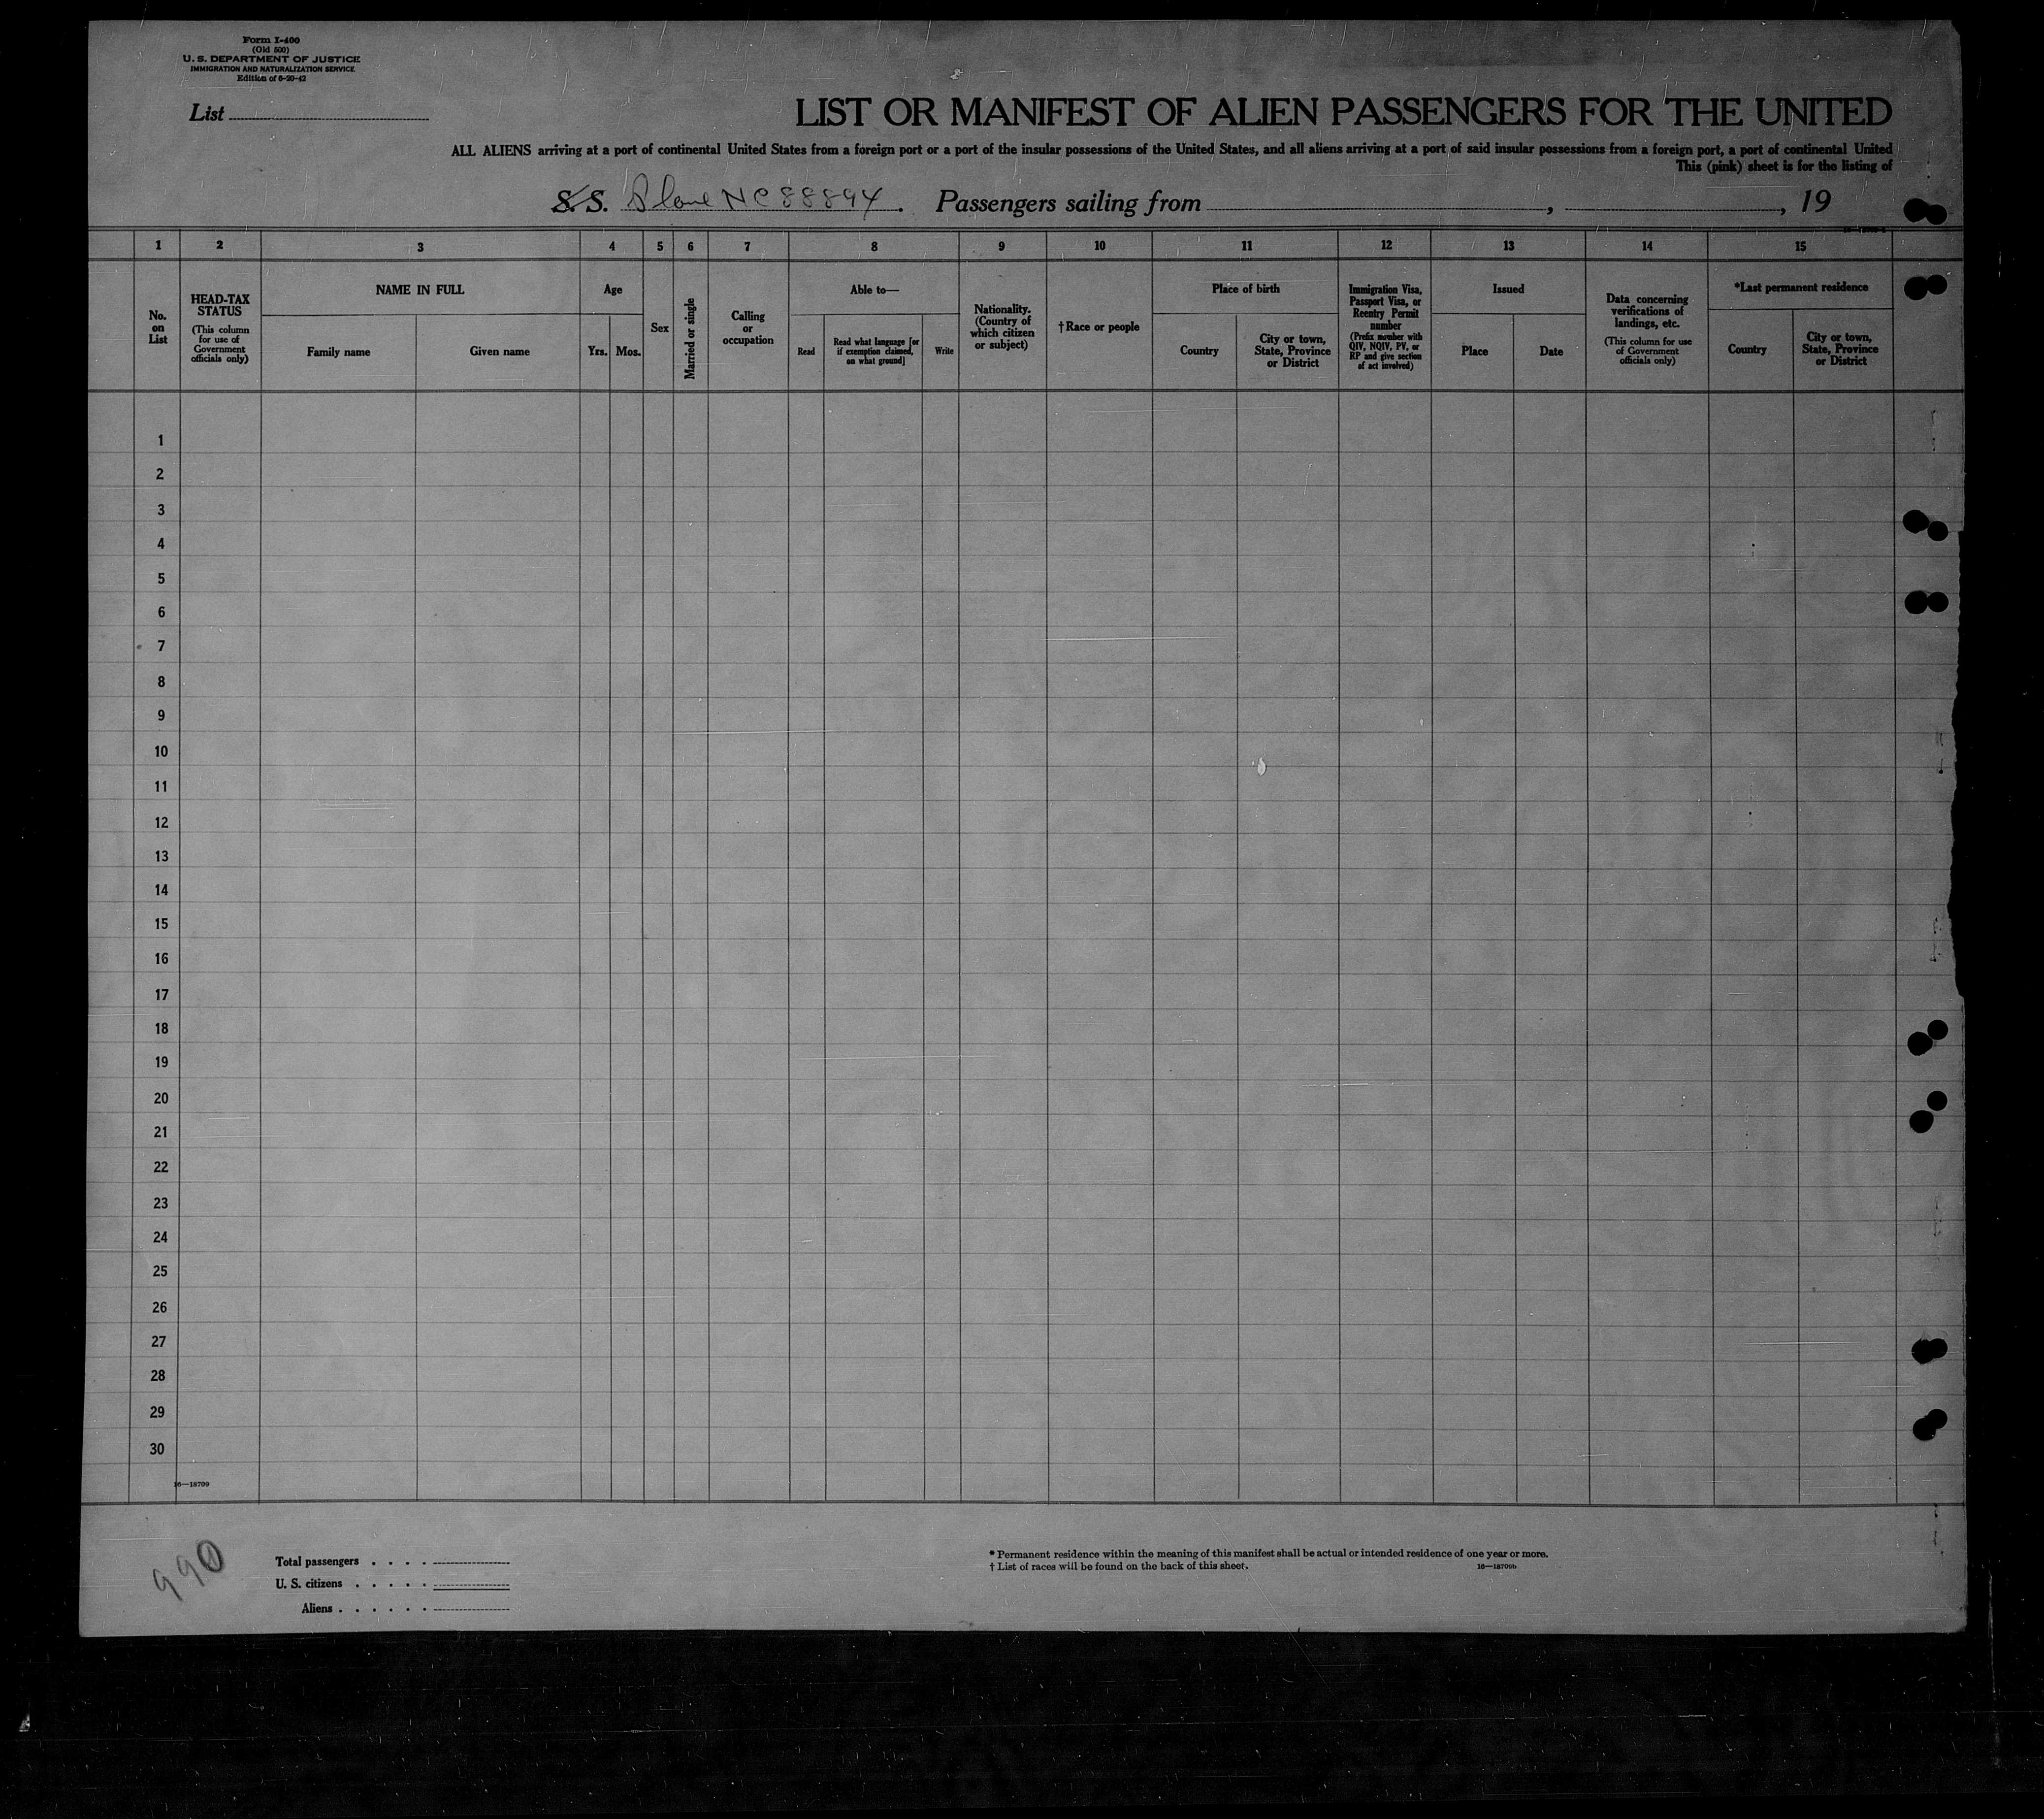 Form I-400
(Old 500)
U. S. DEPARTMENT OF JUSTICE
IMMIGRATION AND NATURALIZATION SERVICE
Edition of 6-20-42
List
LIST OR MANIFEST OF ALIEN PASSENGERS FOR THE UNITED
ALL ALIENS arriving at a port of continental United States from a foreign port or a port of the insular possessions of the United States, and all aliens arriving at a port of said insular possessions from a foreign port, a port of continental United
This (pink) sheet is for the listing of
S. S. Plane NC 88894. Passengers sailing from , , 19
1 2 3 4 5 6 7 8 9 10 11 12 13 14 15
No.
on
List
HEAD-TAX
STATUS
(This column
for use of
Government
officials only)
NAME IN FULL
Family name
Given name
Age
Yrs.
Mos.
Sex
Married or single
Calling
or
occupation
Able to—
Read
Read what language [or
if exemption claimed,
on what ground]
Write
Nationality.
(Country of
which citizen
or subject)
†Race or people
Place of birth
Country
City or town,
State, Province
or District
Immigration Visa,
Passport Visa, or
Reentry Permit
number
(Prefix number with
QIV, NQIV, PV, or
RP and give section
of act involved)
Issued
Place
Date
Data concerning
verifications of
landings, etc.
(This column for use
of Government
officials only)
*Last permanent residence
Country
City or town,
State, Province
or District
1
2
3
4
5
6
7
8
9
10
11
12
13
14
15
16
17
18
19
20
21
22
23
24
25
26
27
28
29
30
16—18709
990
Total passengers . . . .
U. S. citizens . . . . .
Aliens . . . . . .
* Permanent residence within the meaning of this manifest shall be actual or intended residence of one year or more.
† List of races will be found on the back of this sheet.
16—18709b